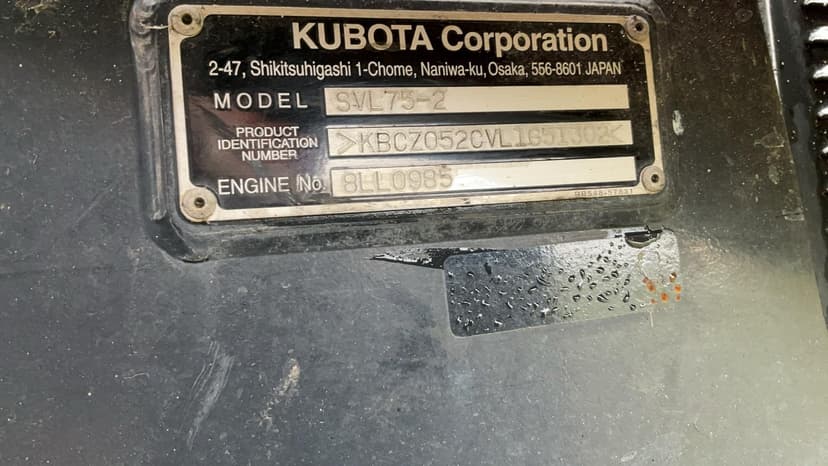 KUBOTA Corporation
2-47, Shikitsuhigashi 1-Chome, Naniwa-ku, Osaka, 556-8601 JAPAN
MODEL SVL75-2
PRODUCT
IDENTIFICATION
NUMBER
>KBCZ052CVL1G51302<
ENGINE No. 8LL0985